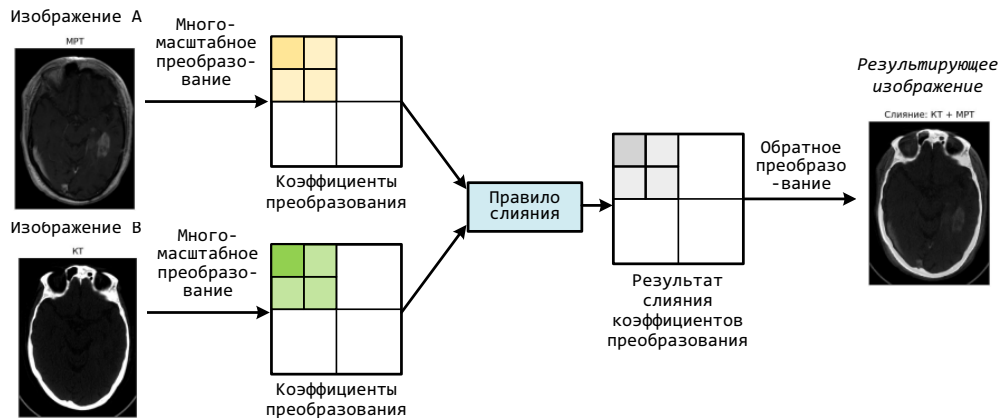 Изображение A
МРТ
Много-
масштабное
преобразо-
вание
Коэффициенты
преобразования
Изображение B
КТ
Много-
масштабное
преобразо-
вание
Коэффициенты
преобразования
Правило
слияния
Результат
слияния
коэффициентов
преобразования
Обратное
преобразо
-вание
Результирующее
изображение
Слияние: КТ + МРТ